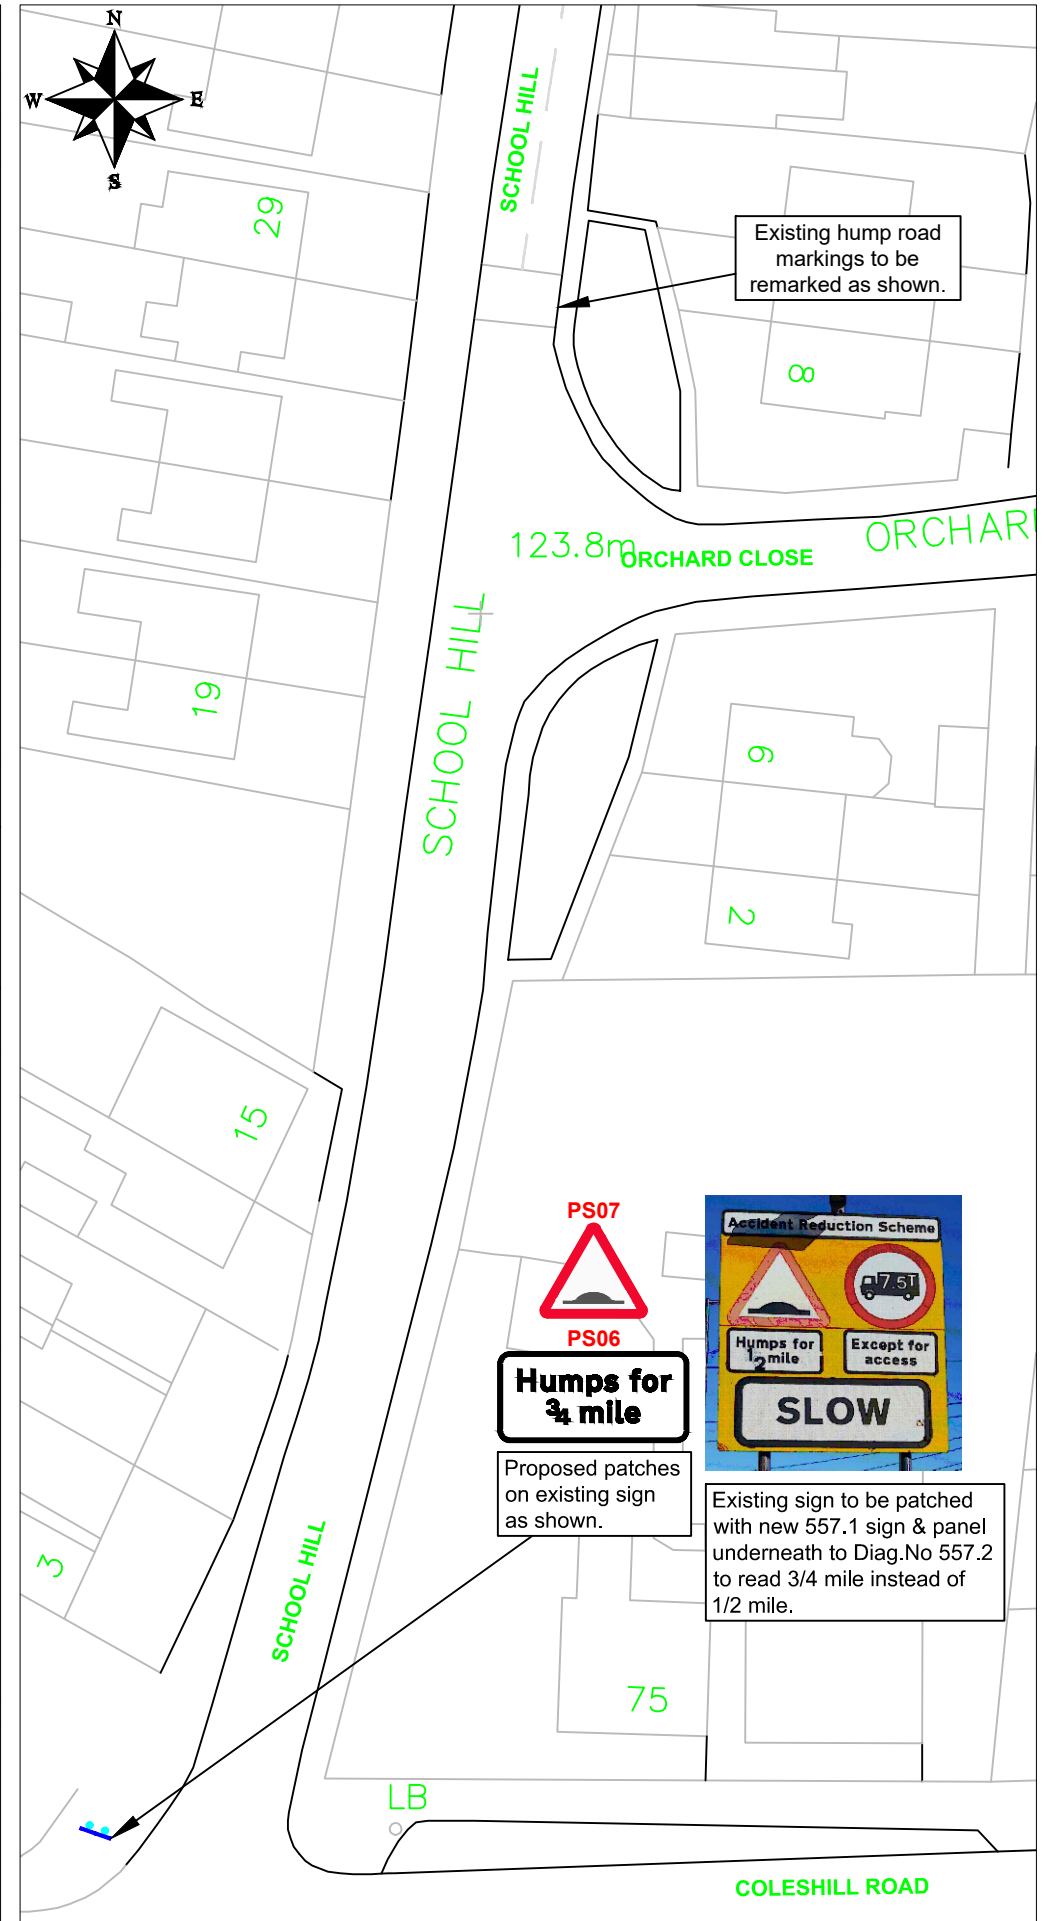 N
W
E
S
SCHOOL HILL
29
Existing hump road
markings to be
remarked as shown.
8
123.8m
ORCHARD CLOSE
ORCHAR
SCHOOL HILL
19
6
2
15
PS07
PS06
Humps for
3/4 mile
Accident Reduction Scheme
7.5T
Humps for
1/2 mile
Except for
access
SLOW
Proposed patches
on existing sign
as shown.
Existing sign to be patched
with new 557.1 sign & panel
underneath to Diag.No 557.2
to read 3/4 mile instead of
1/2 mile.
3
SCHOOL HILL
75
LB
COLESHILL ROAD